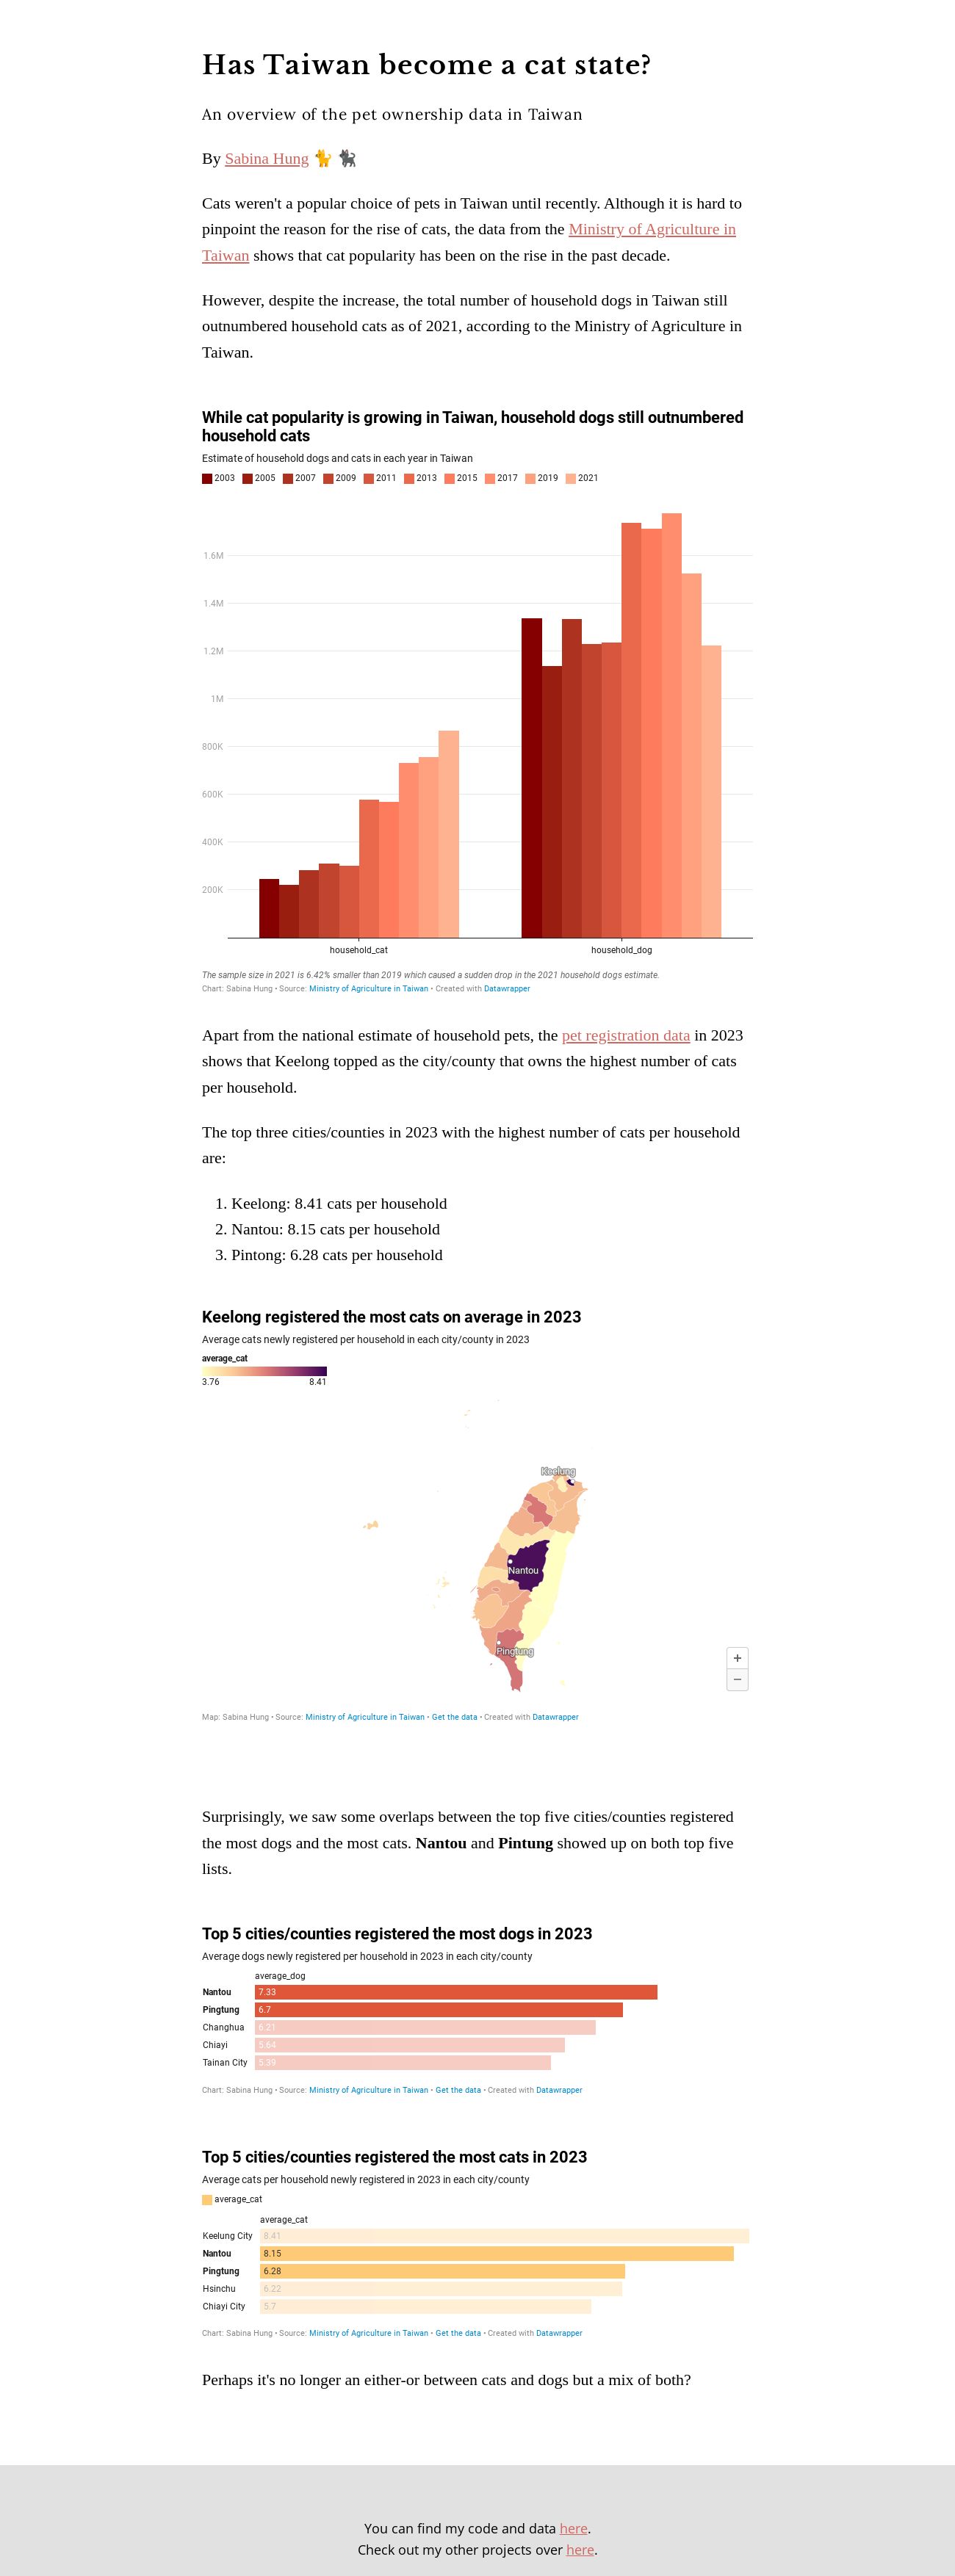 Has Taiwan become a cat state?
An overview of the pet ownership data in Taiwan
By Sabina Hung 🐈 🐈‍⬛
Cats weren't a popular choice of pets in Taiwan until recently. Although it is hard to
pinpoint the reason for the rise of cats, the data from the Ministry of Agriculture in
Taiwan shows that cat popularity has been on the rise in the past decade.
However, despite the increase, the total number of household dogs in Taiwan still
outnumbered household cats as of 2021, according to the Ministry of Agriculture in
Taiwan.
While cat popularity is growing in Taiwan, household dogs still outnumbered
household cats
Estimate of household dogs and cats in each year in Taiwan
2003 2005 2007 2009 2011 2013 2015 2017 2019 2021
1.6M
1.4M
1.2M
1M
800K
600K
400K
200K
household_cat household_dog
The sample size in 2021 is 6.42% smaller than 2019 which caused a sudden drop in the 2021 household dogs estimate.
Chart: Sabina Hung • Source: Ministry of Agriculture in Taiwan • Created with Datawrapper
Apart from the national estimate of household pets, the pet registration data in 2023
shows that Keelong topped as the city/county that owns the highest number of cats
per household.
The top three cities/counties in 2023 with the highest number of cats per household
are:
1. Keelong: 8.41 cats per household
2. Nantou: 8.15 cats per household
3. Pintong: 6.28 cats per household
Keelong registered the most cats on average in 2023
Average cats newly registered per household in each city/county in 2023
average_cat
3.76 8.41
Keelung
Nantou
Pingtung
+
−
Map: Sabina Hung • Source: Ministry of Agriculture in Taiwan • Get the data • Created with Datawrapper
Surprisingly, we saw some overlaps between the top five cities/counties registered
the most dogs and the most cats. Nantou and Pintung showed up on both top five
lists.
Top 5 cities/counties registered the most dogs in 2023
Average dogs newly registered per household in 2023 in each city/county
average_dog
Nantou 7.33
Pingtung 6.7
Changhua 6.21
Chiayi 5.64
Tainan City 5.39
Chart: Sabina Hung • Source: Ministry of Agriculture in Taiwan • Get the data • Created with Datawrapper
Top 5 cities/counties registered the most cats in 2023
Average cats per household newly registered in 2023 in each city/county
average_cat
average_cat
Keelung City 8.41
Nantou 8.15
Pingtung 6.28
Hsinchu 6.22
Chiayi City 5.7
Chart: Sabina Hung • Source: Ministry of Agriculture in Taiwan • Get the data • Created with Datawrapper
Perhaps it's no longer an either-or between cats and dogs but a mix of both?
You can find my code and data here.
Check out my other projects over here.